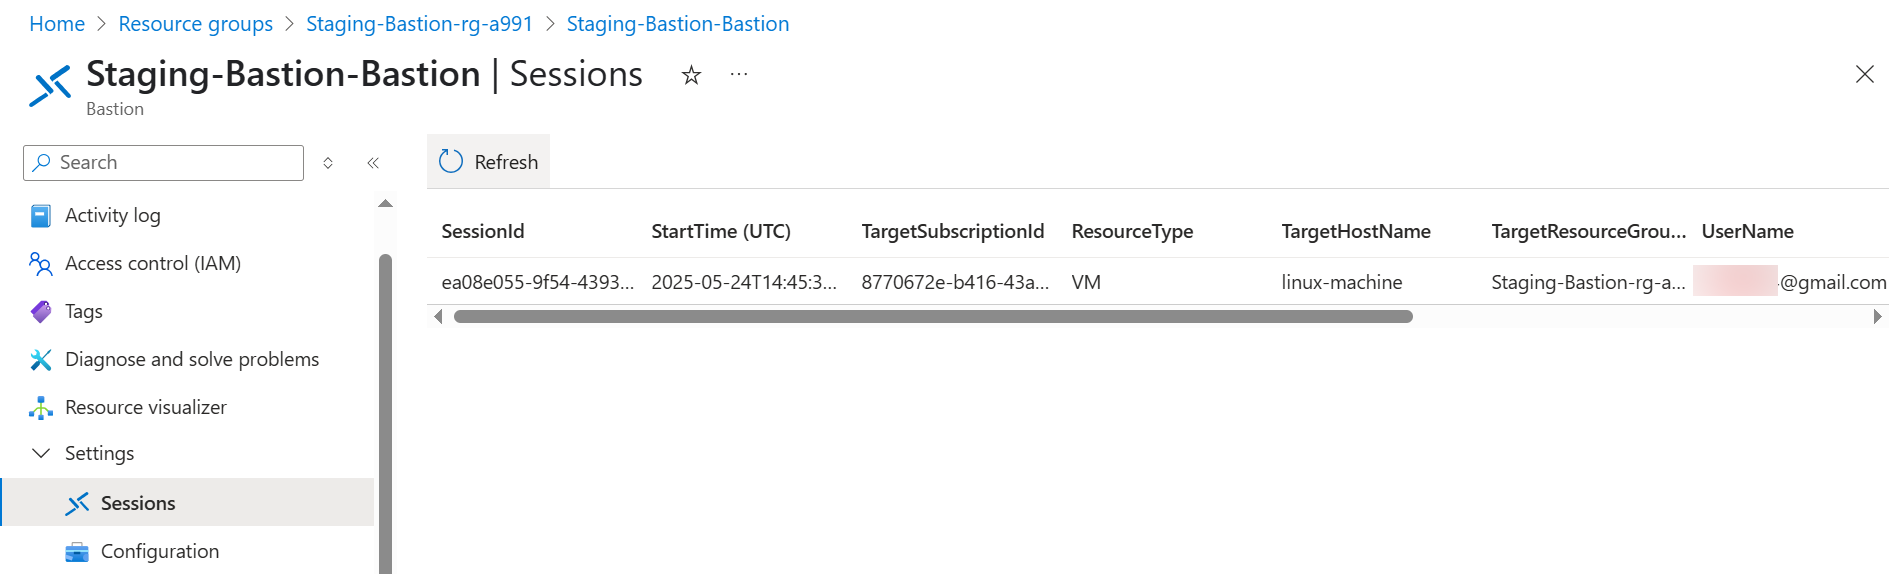 Home > Resource groups > Staging-Bastion-rg-a991 > Staging-Bastion-Bastion
Staging-Bastion-Bastion | Sessions
Bastion
Search
Activity log
Access control (IAM)
Tags
Diagnose and solve problems
Resource visualizer
Settings
Sessions
Configuration
Refresh
SessionId StartTime (UTC) TargetSubscriptionId ResourceType TargetHostName TargetResourceGrou... UserName
ea08e055-9f54-4393... 2025-05-24T14:45:3... 8770672e-b416-43a... VM linux-machine Staging-Bastion-rg-a... @gmail.com